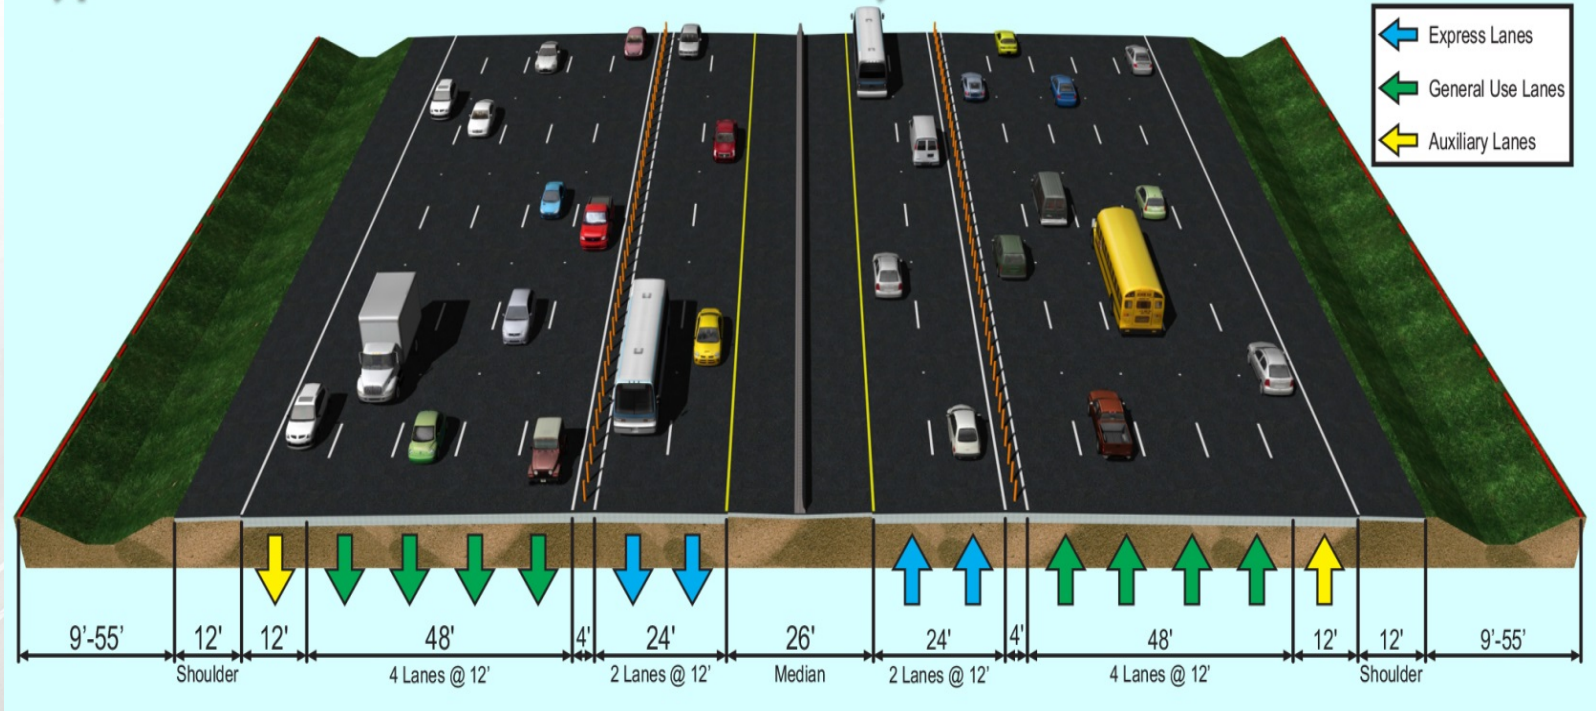 Express Lanes
General Use Lanes
Auxiliary Lanes
9'-55' 12' 12' 48' 4' 24' 26' 24' 4' 48' 12' 12' 9'-55'
Shoulder 4 Lanes @ 12' 2 Lanes @ 12' Median 2 Lanes @ 12' 4 Lanes @ 12' Shoulder